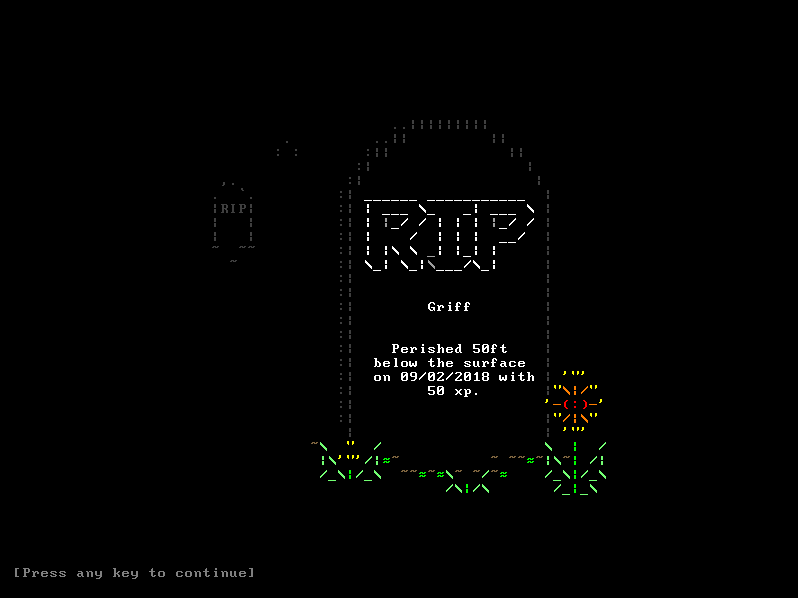 RIP
RIP
Griff
Perished 50ft
below the surface
on 09/02/2018 with
50 xp.
[Press any key to continue]